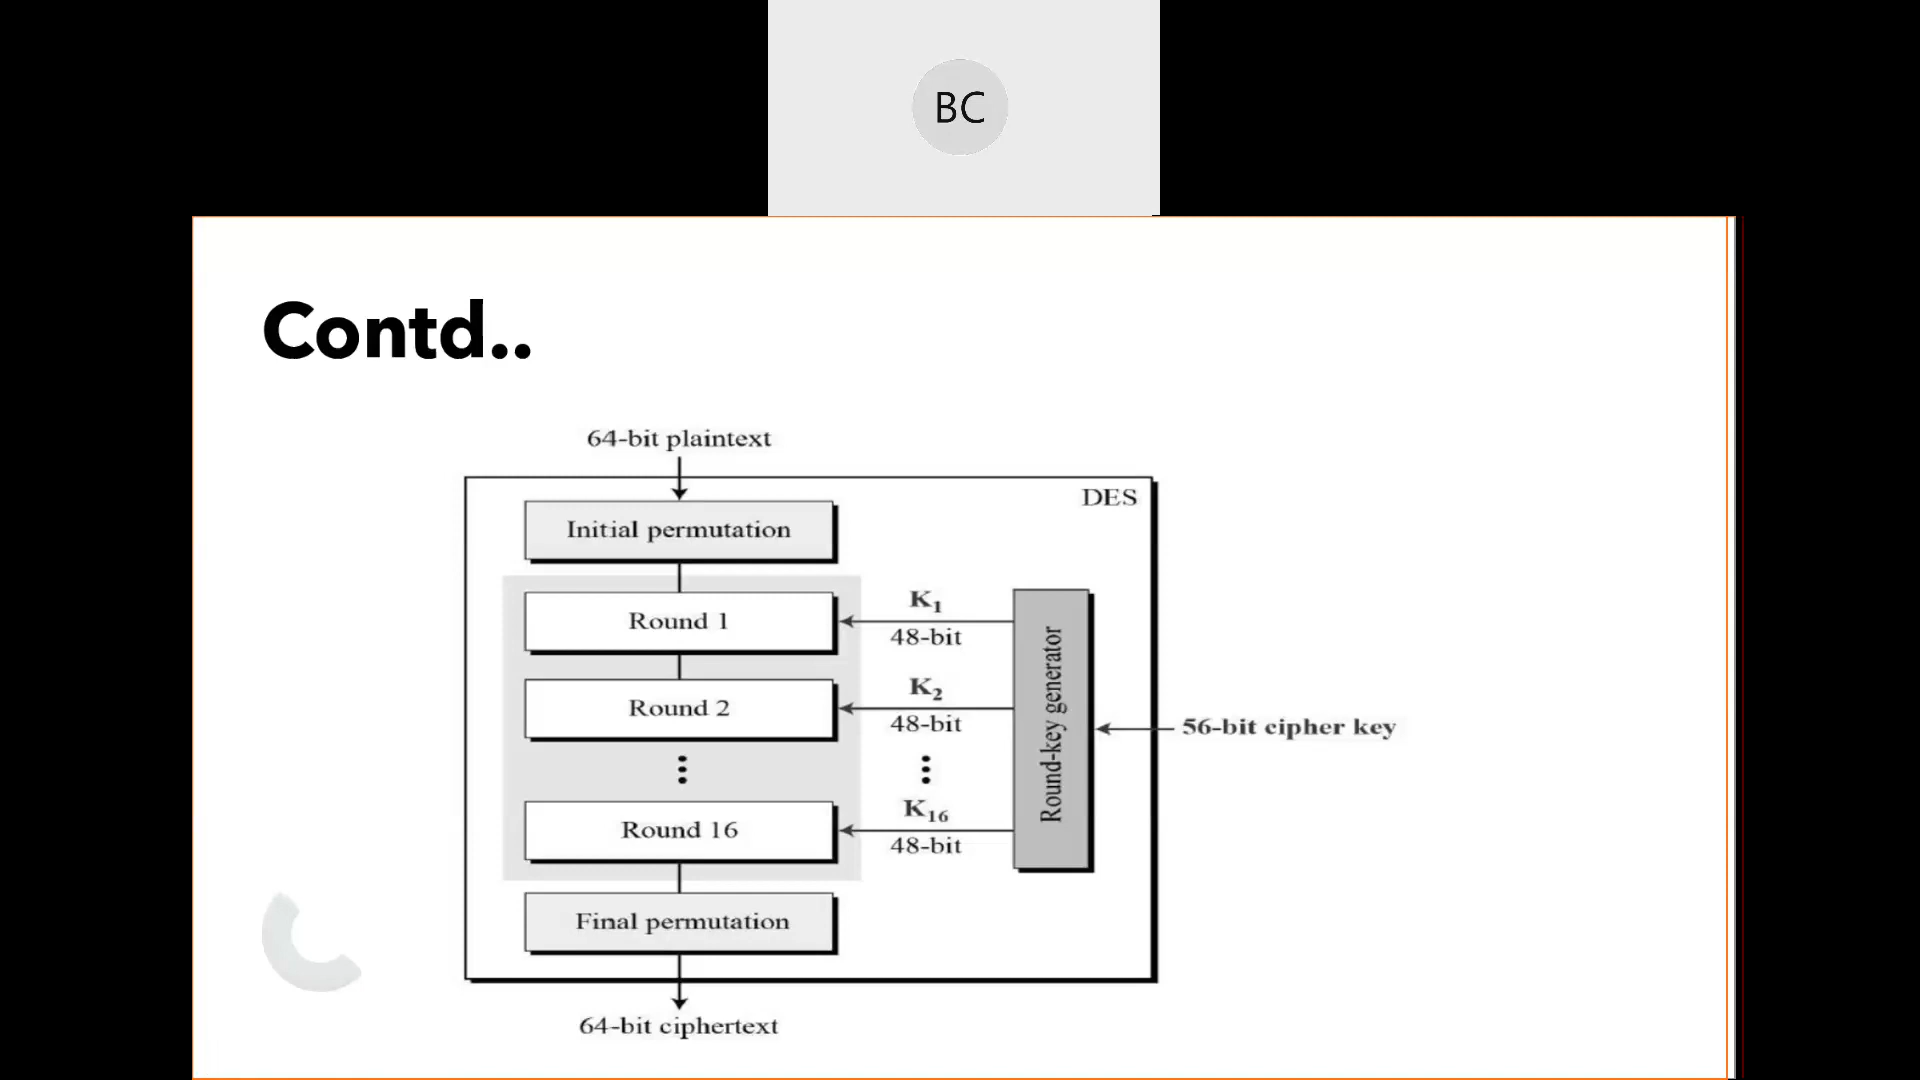 BC
Contd..
64-bit plaintext
DES
Initial permutation
Round 1
K1
48-bit
Round 2
K2
48-bit
Round 16
K16
48-bit
Round-key generator
56-bit cipher key
Final permutation
64-bit ciphertext